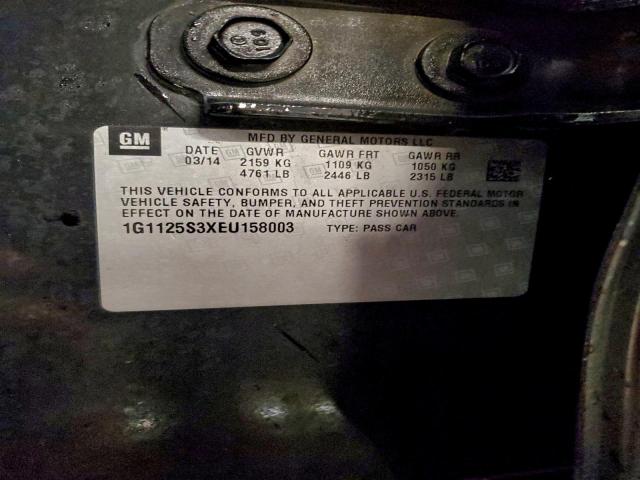 GM
MFD BY GENERAL MOTORS LLC
DATE GVWR GAWR FRT GAWR RR
03/14 2159 KG 1109 KG 1050 KG
4761 LB 2446 LB 2315 LB
THIS VEHICLE CONFORMS TO ALL APPLICABLE U.S. FEDERAL MOTOR
VEHICLE SAFETY, BUMPER, AND THEFT PREVENTION STANDARDS IN
EFFECT ON THE DATE OF MANUFACTURE SHOWN ABOVE.
1G1125S3XEU158003 TYPE: PASS CAR